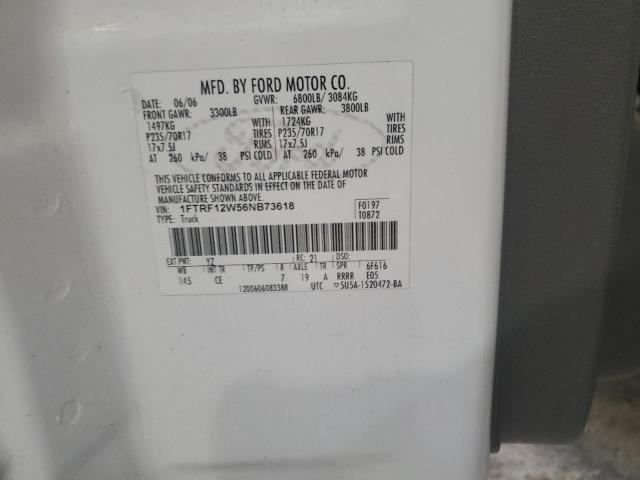 MFD. BY FORD MOTOR CO.
DATE: 06/06 GVWR: 6800LB/ 3084KG
FRONT GAWR: 3300LB REAR GAWR: 3800LB
1497KG WITH 1724KG WITH
P235/70R17 TIRES P235/70R17 TIRES
17x7.5J RIMS 17x7.5J RIMS
AT 260 kPa/ 38 PSI COLD AT 260 kPa/ 38 PSI COLD
THIS VEHICLE CONFORMS TO ALL APPLICABLE FEDERAL MOTOR
VEHICLE SAFETY STANDARDS IN EFFECT ON THE DATE OF
MANUFACTURE SHOWN ABOVE.
VIN: 1FTRF12W56NB73618 F0197
TYPE: Truck T0872
EXT PNT: YZ RC: 21 DSO:
WB INT TR TP/PS R AXLE TR SPR 6F616
145 CE 7 19 A RRRR E05
1200606083388 UTC ▽5U5A-1520472-BA